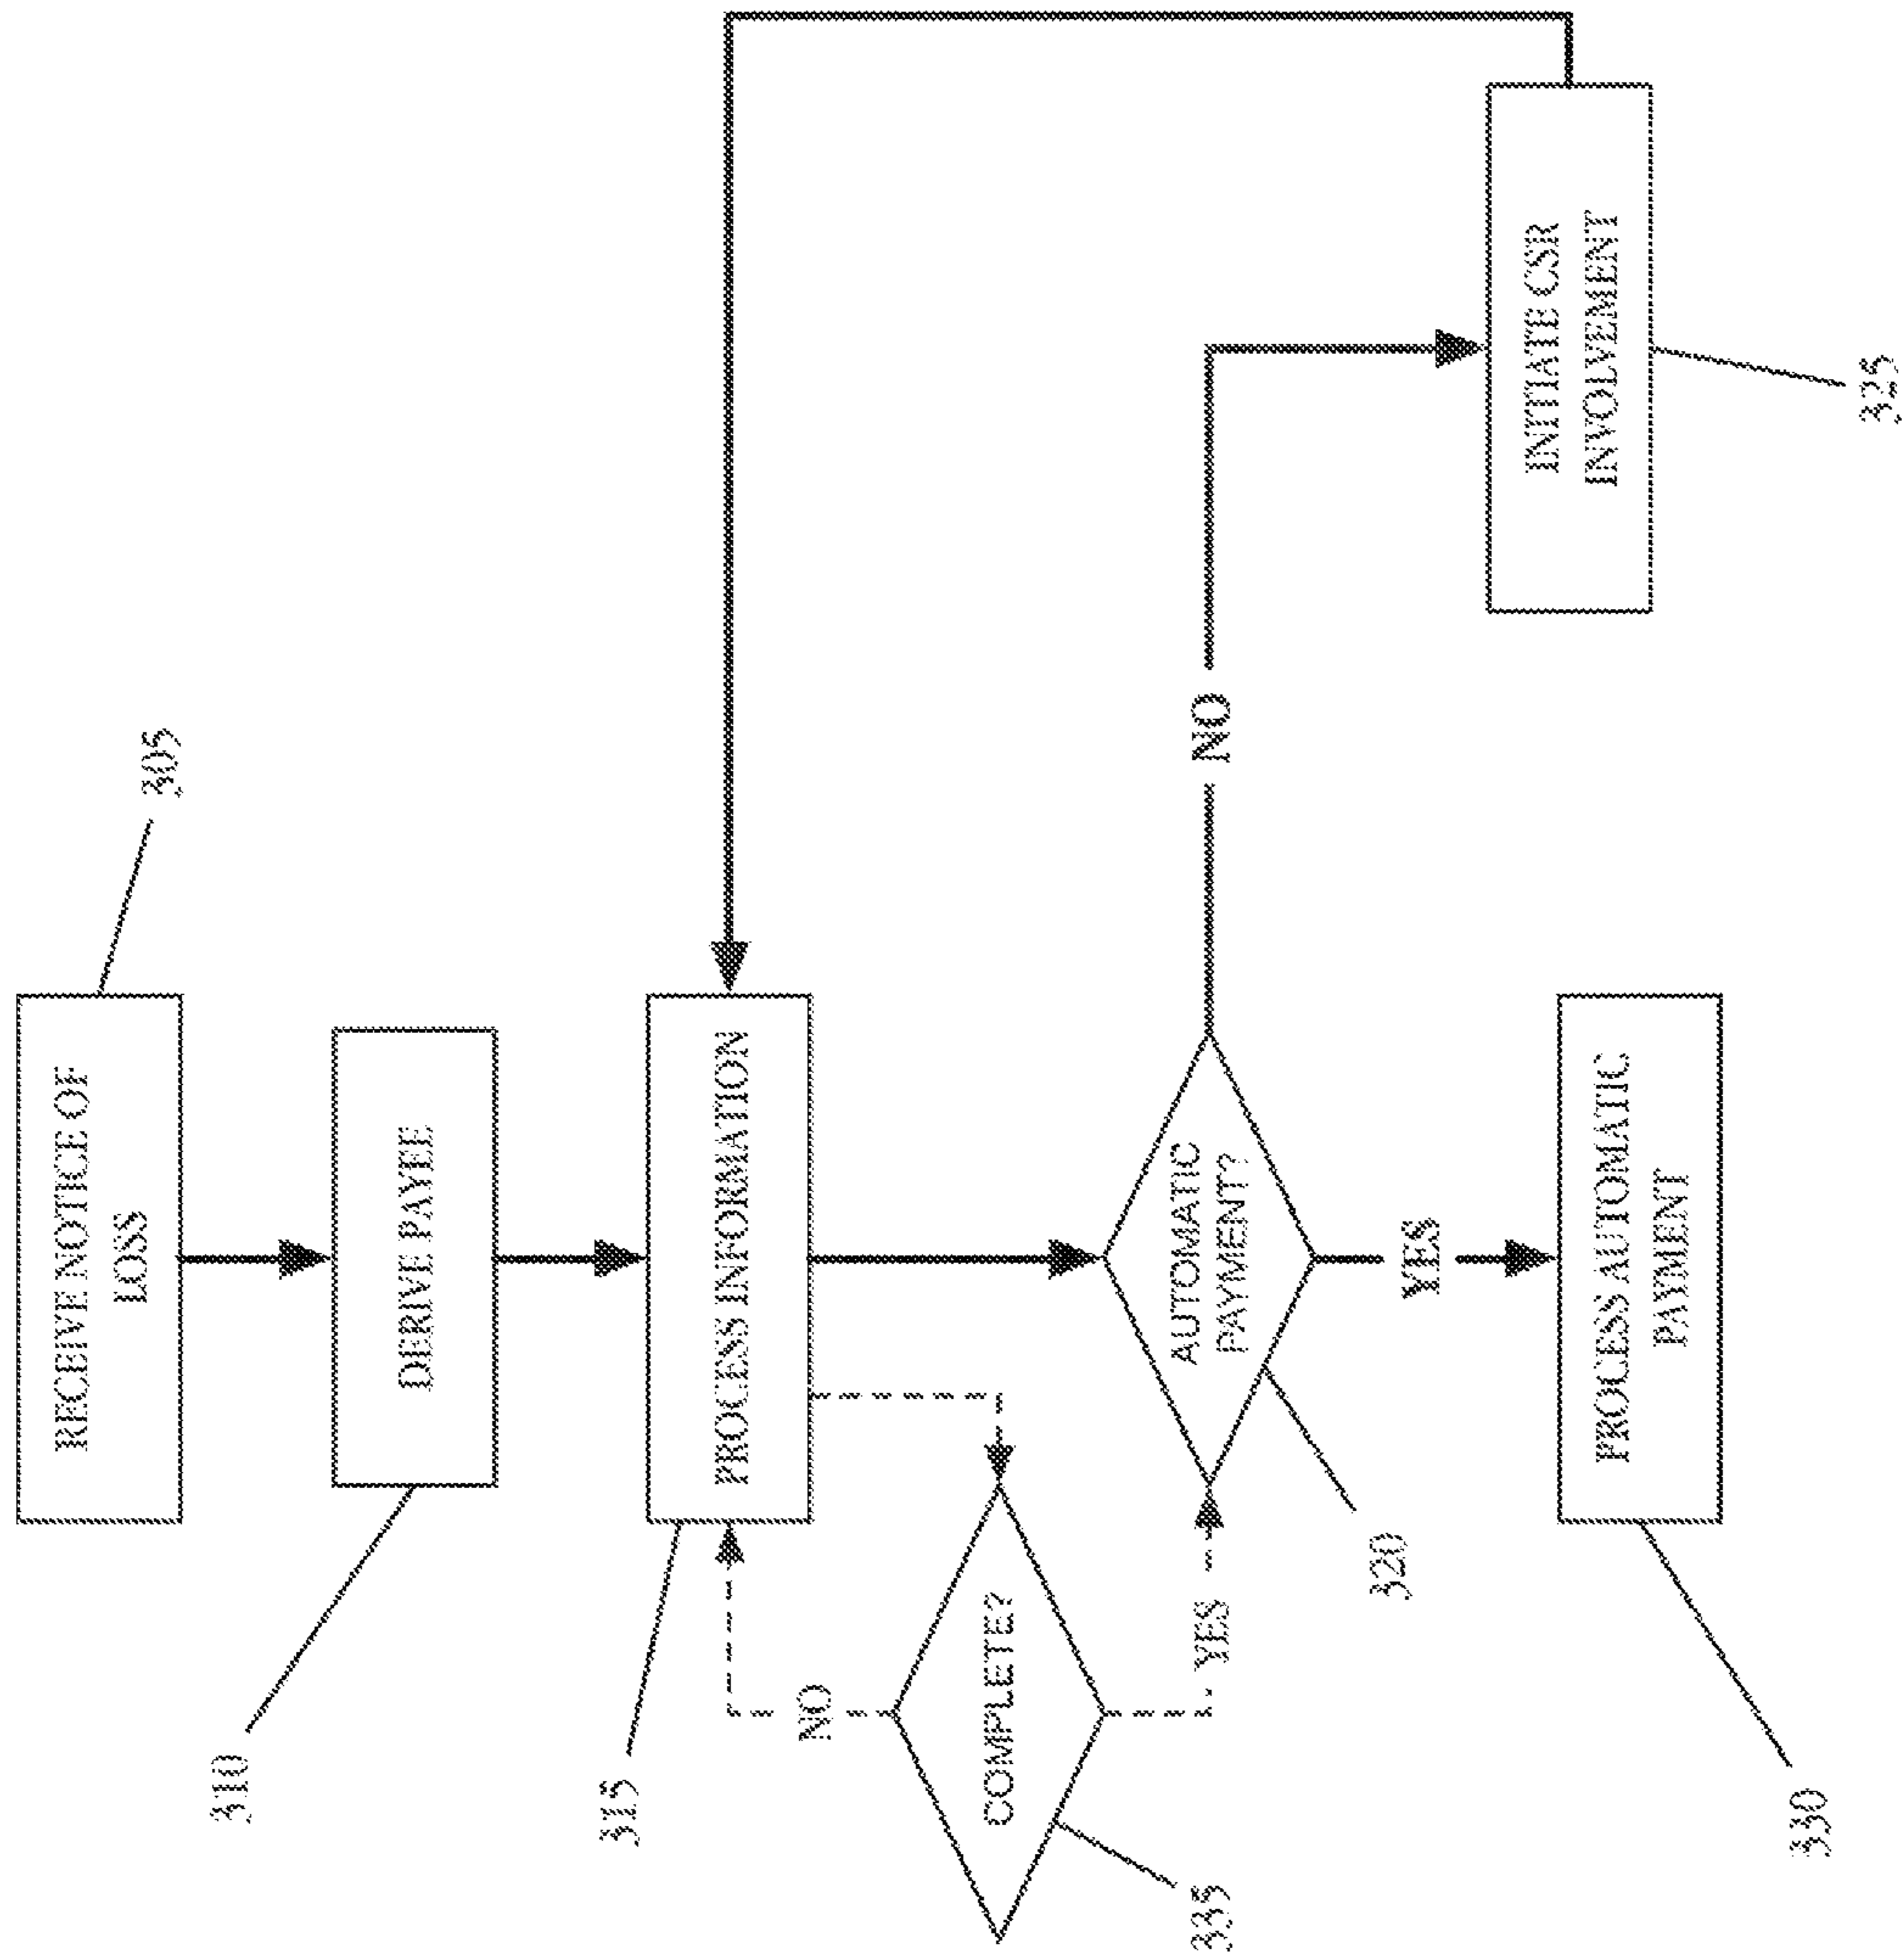 RECEIVE NOTICE OF
LOSS
305
DERIVE PAYEE
310
PROCESS INFORMATION
315
NO
COMPLETE?
335
YES
AUTOMATIC
PAYMENT?
320
NO
INITIATE CSR
INVOLVEMENT
325
YES
PROCESS AUTOMATIC
PAYMENT
330